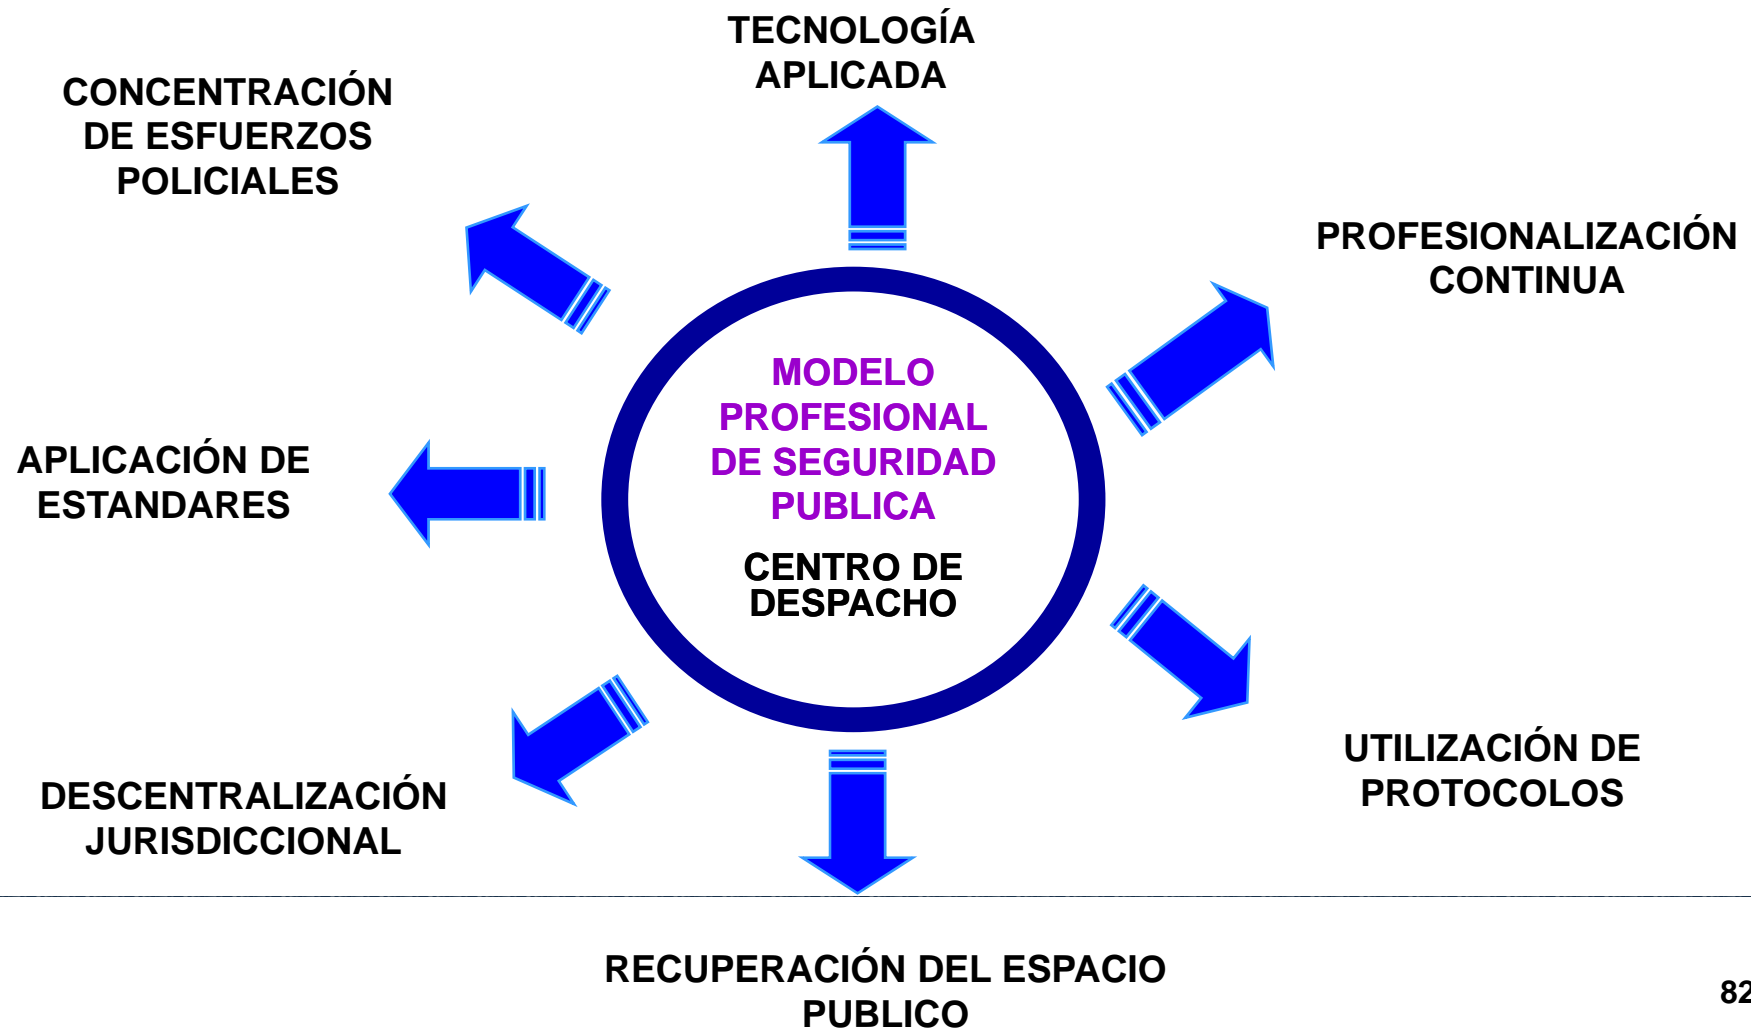 TECNOLOGÍA
APLICADA
CONCENTRACIÓN
DE ESFUERZOS
POLICIALES
PROFESIONALIZACIÓN
CONTINUA
MODELO
PROFESIONAL
DE SEGURIDAD
PUBLICA
CENTRO DE
DESPACHO
APLICACIÓN DE
ESTANDARES
UTILIZACIÓN DE
PROTOCOLOS
DESCENTRALIZACIÓN
JURISDICCIONAL
RECUPERACIÓN DEL ESPACIO
PUBLICO
82